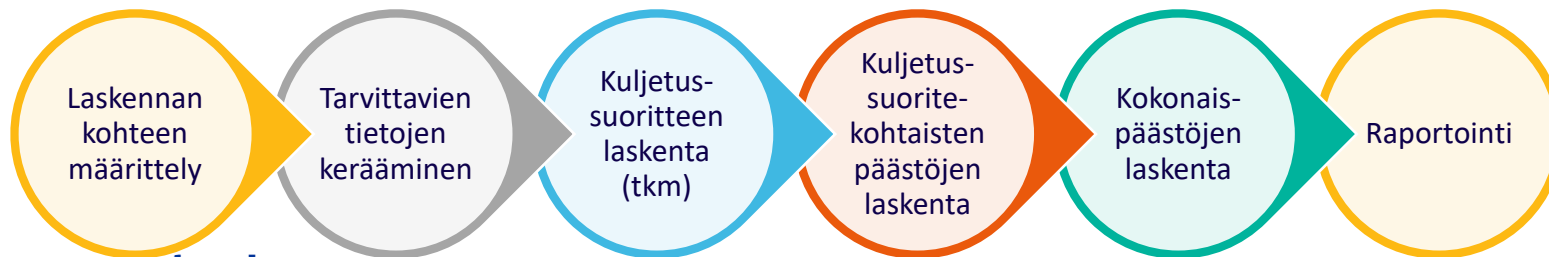 Laskennan
kohteen
määrittely
Tarvittavien
tietojen
kerääminen
Kuljetus-
suoritteen
laskenta
(tkm)
Kuljetus-
suorite-
kohtaisten
päästöjen
laskenta
Kokonais-
päästöjen
laskenta
Raportointi